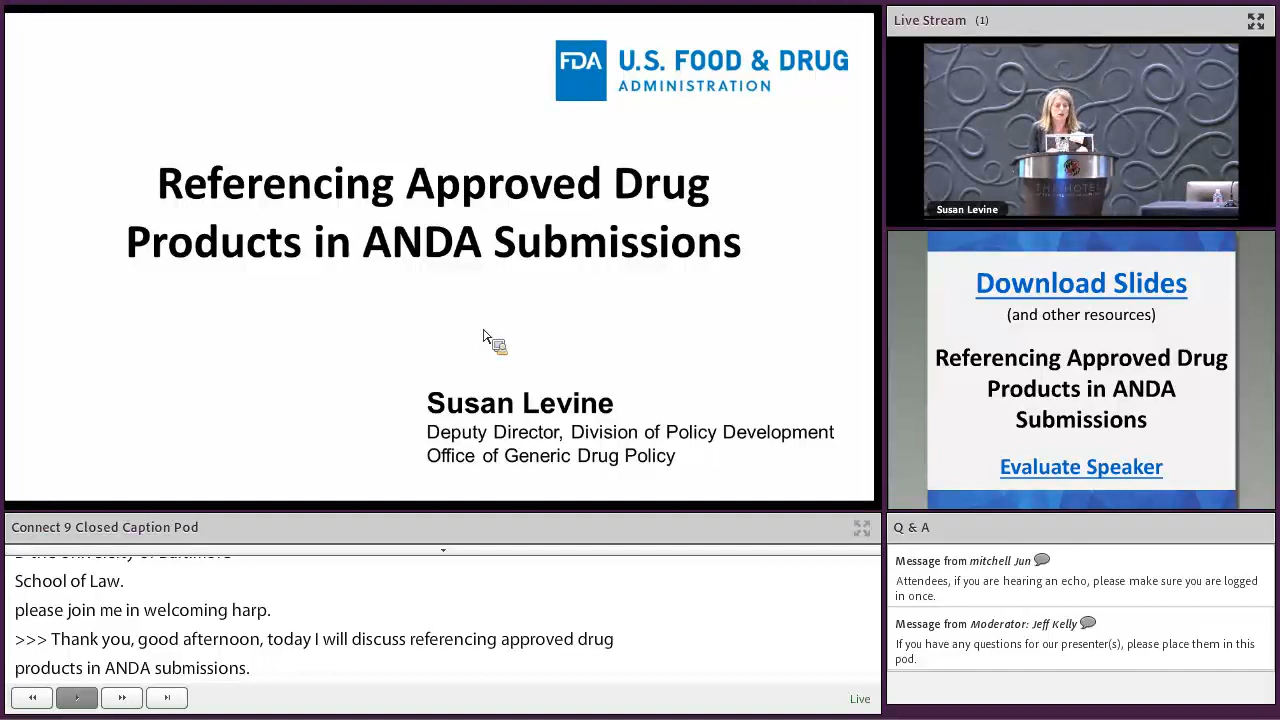 FDA U.S. FOOD & DRUG
ADMINISTRATION
Referencing Approved Drug
Products in ANDA Submissions
Susan Levine
Deputy Director, Division of Policy Development
Office of Generic Drug Policy
Live Stream (1)
THE HOTEL
Susan Levine
Download Slides
(and other resources)
Referencing Approved Drug
Products in ANDA
Submissions
Evaluate Speaker
Connect 9 Closed Caption Pod
School of Law.
please join me in welcoming harp.
>>> Thank you, good afternoon, today I will discuss referencing approved drug
products in ANDA submissions.
Live
Q & A
Message from mitchell Jun
Attendees, if you are hearing an echo, please make sure you are logged
in once.
Message from Moderator: Jeff Kelly
If you have any questions for our presenter(s), please place them in this
pod.